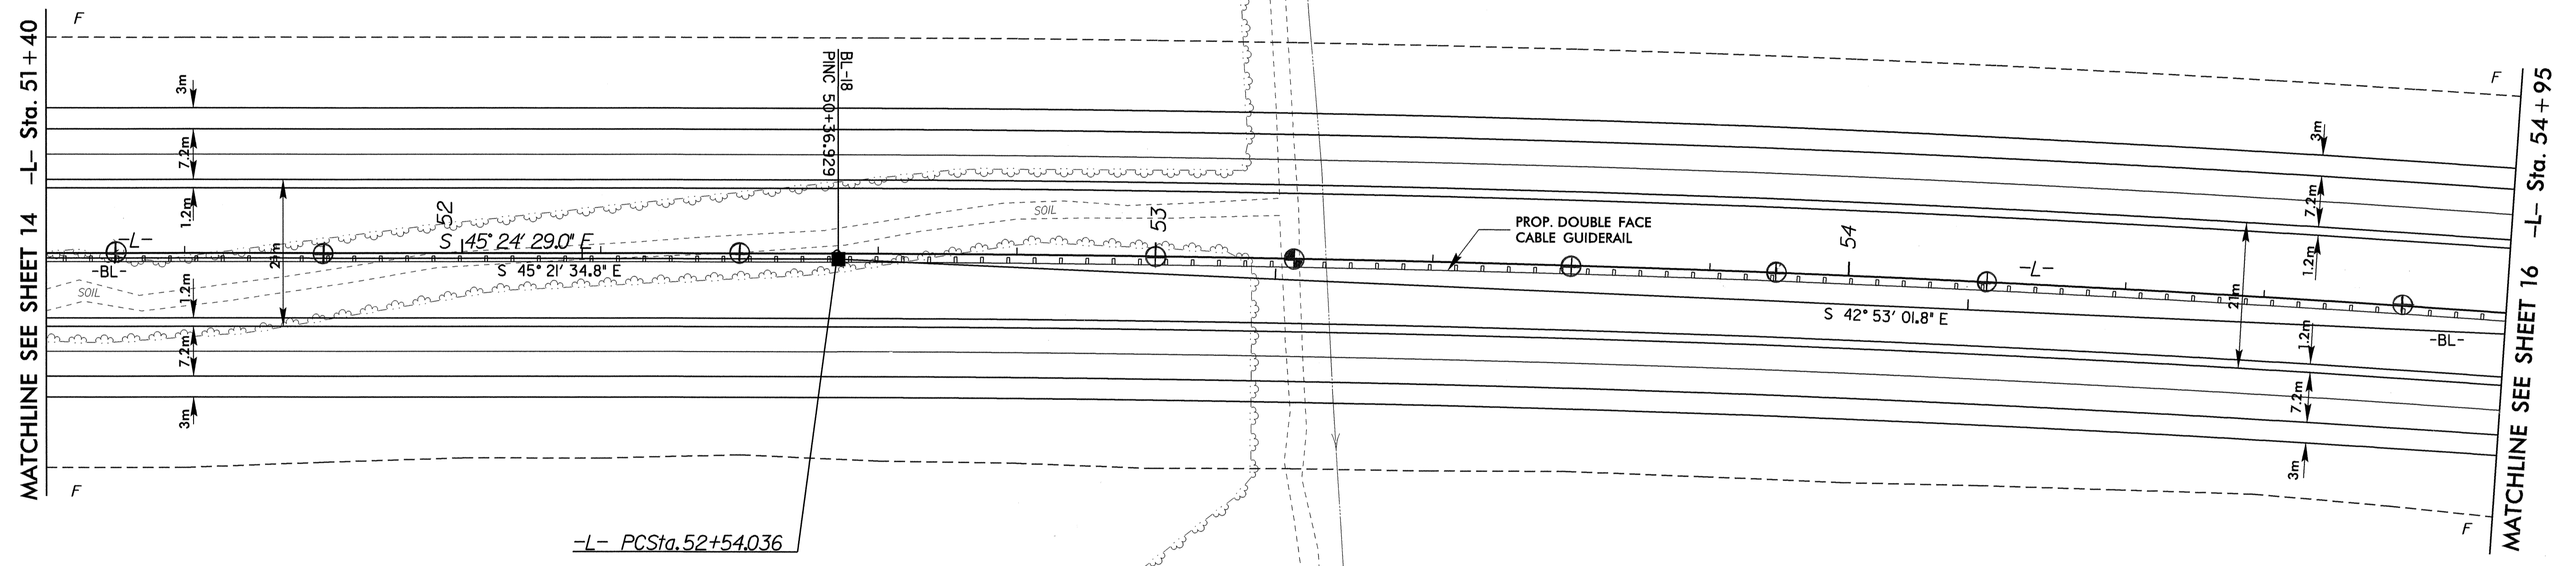 MATCHLINE SEE SHEET 14 -L- Sta. 51+40
F
3m
7.2m
1.2m
21m
1.2m
7.2m
3m
F
-L-
52
S 45° 24' 29.0" E
-BL-
S 45° 21' 34.8" E
SOIL
BL-18
PINC 50+36.929
-L- PCSta. 52+54.036
SOIL
53
PROP. DOUBLE FACE
CABLE GUIDERAIL
54
-L-
S 42° 53' 01.8" E
-BL-
F
3m
7.2m
1.2m
21m
1.2m
7.2m
3m
F
MATCHLINE SEE SHEET 16 -L- Sta. 54+95